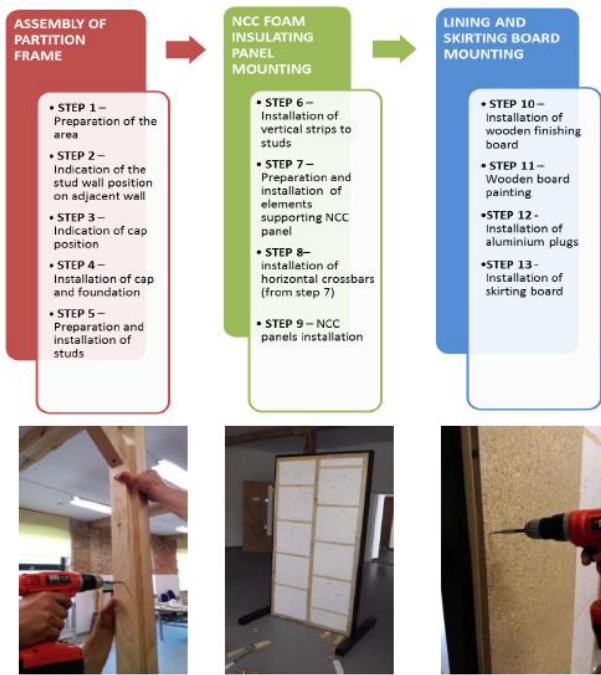 ASSEMBLY OF
PARTITION
FRAME
• STEP 1 –
Preparation of the
area
• STEP 2 –
Indication of the
stud wall position
on adjacent wall
• STEP 3 –
Indication of cap
position
• STEP 4 –
Installation of cap
and foundation
• STEP 5 –
Preparation and
installation of
studs
NCC FOAM
INSULATING
PANEL
MOUNTING
• STEP 6 –
Installation of
vertical strips to
studs
• STEP 7 –
Preparation and
installation of
elements
supporting NCC
panel
• STEP 8–
installation of
horizontal crossbars
(from step 7)
• STEP 9 – NCC
panels installation
LINING AND
SKIRTING BOARD
MOUNTING
• STEP 10–
Installation of
wooden finishing
board
• STEP 11–
Wooden board
painting
•STEP 12-
Installation of
aluminium plugs
•STEP 13-
Installation of
skirting board